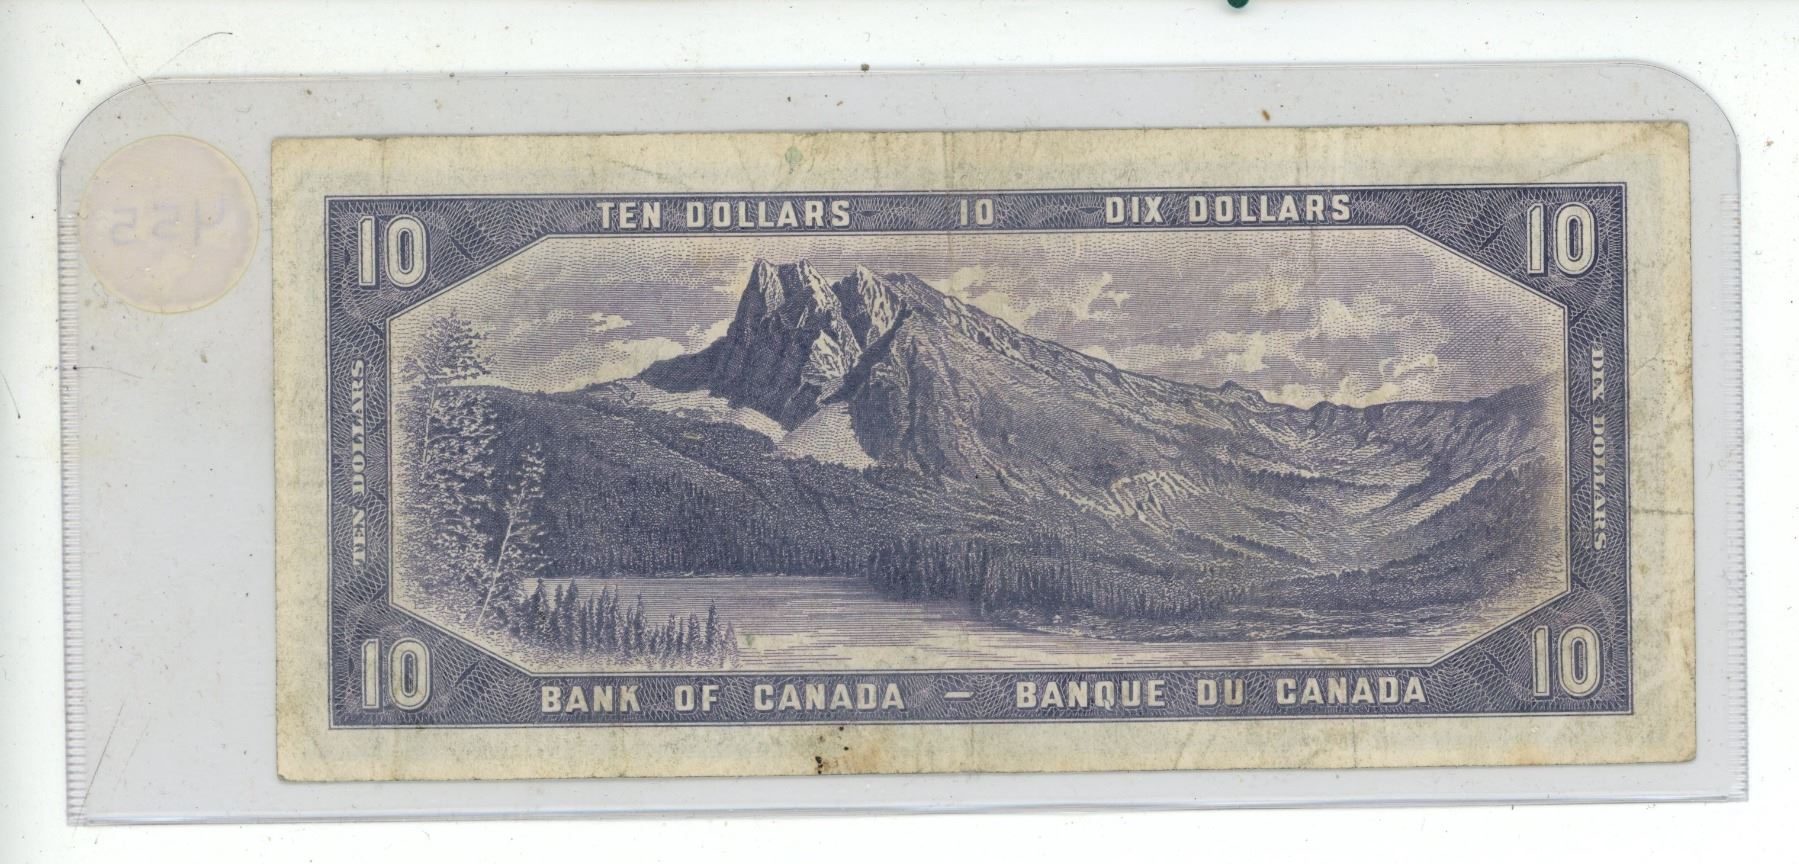 10 TEN DOLLARS 10 DIX DOLLARS 10
TEN DOLLARS
DIX DOLLARS
10 BANK OF CANADA — BANQUE DU CANADA 10